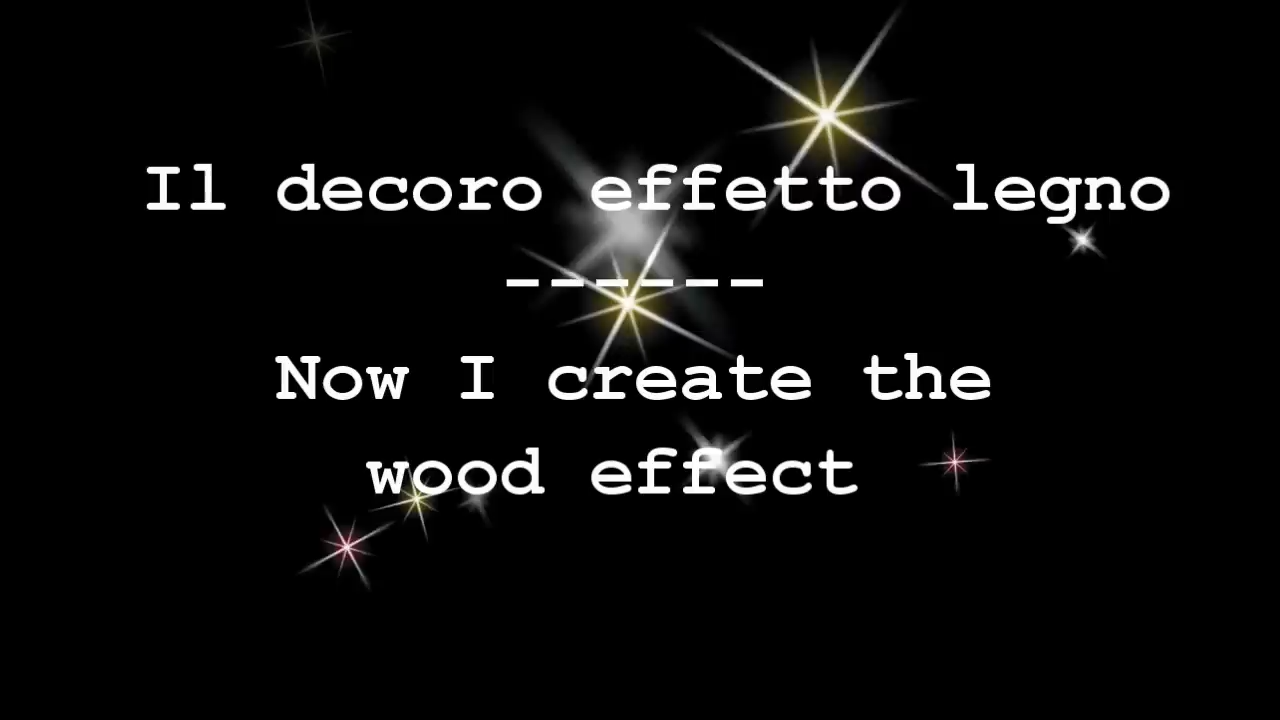 Il decoro effetto legno
------
Now I create the
wood effect